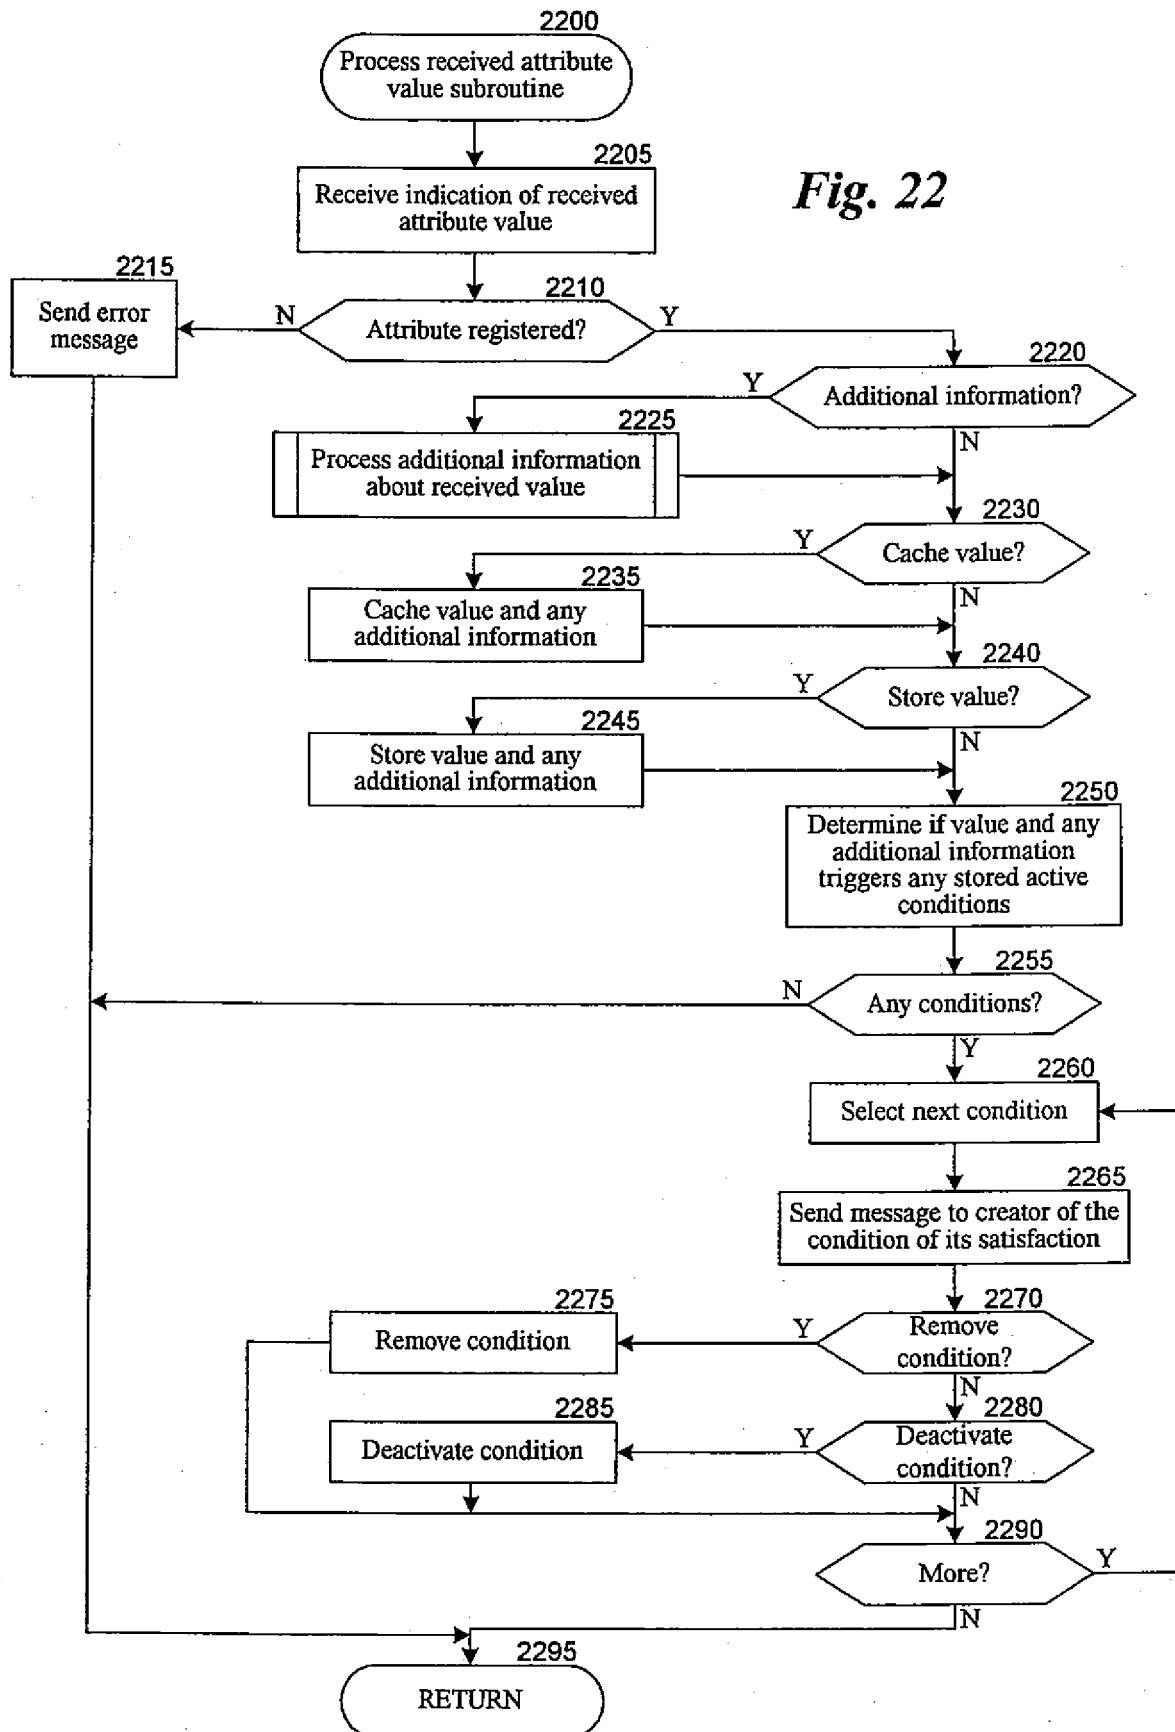 2200
Process received attribute
value subroutine
2205
Receive indication of received
attribute value
Fig. 22
2215
Send error
message
N
2210
Attribute registered?
Y
2220
Additional information?
Y
N
2225
Process additional information
about received value
2230
Cache value?
Y
N
2235
Cache value and any
additional information
2240
Store value?
Y
N
2245
Store value and any
additional information
2250
Determine if value and any
additional information
triggers any stored active
conditions
2255
Any conditions?
N
Y
2260
Select next condition
2265
Send message to creator of the
condition of its satisfaction
2270
Remove
condition?
Y
N
2275
Remove condition
2280
Deactivate
condition?
Y
N
2285
Deactivate condition
2290
More?
Y
N
2295
RETURN